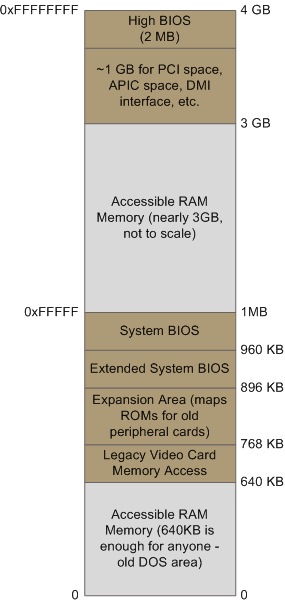 0xFFFFFFFF
4 GB
High BIOS
(2 MB)
~1 GB for PCI space,
APIC space, DMI
interface, etc.
3 GB
Accessible RAM
Memory (nearly 3GB,
not to scale)
0xFFFFF
1MB
System BIOS
960 KB
Extended System BIOS
896 KB
Expansion Area (maps
ROMs for old
peripheral cards)
768 KB
Legacy Video Card
Memory Access
640 KB
Accessible RAM
Memory (640KB is
enough for anyone -
old DOS area)
0
0